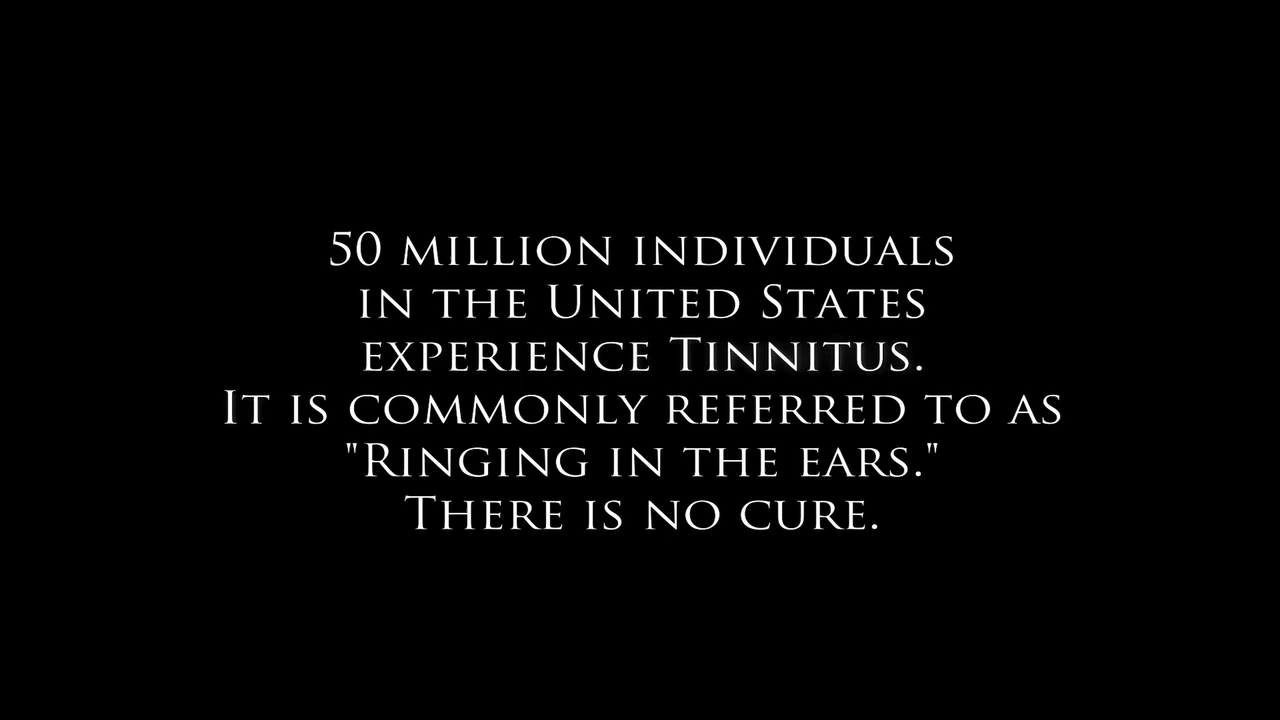 50 million individuals
in the United States
experience Tinnitus.
It is commonly referred to as
"Ringing in the ears."
There is no cure.